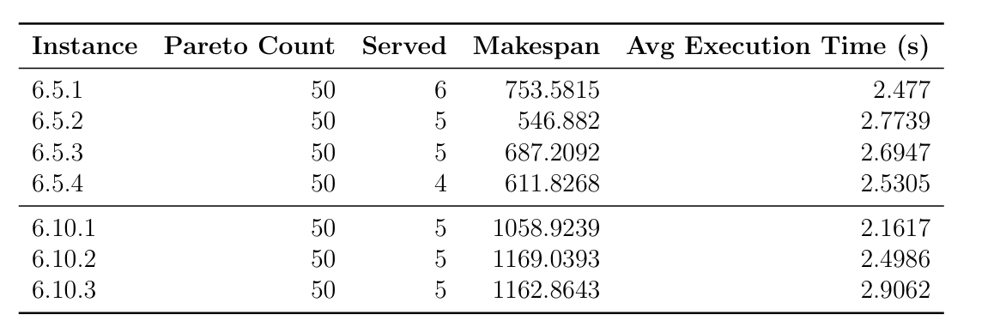 Instance Pareto Count Served Makespan Avg Execution Time (s)
6.5.1 50 6 753.5815 2.477
6.5.2 50 5 546.882 2.7739
6.5.3 50 5 687.2092 2.6947
6.5.4 50 4 611.8268 2.5305
6.10.1 50 5 1058.9239 2.1617
6.10.2 50 5 1169.0393 2.4986
6.10.3 50 5 1162.8643 2.9062